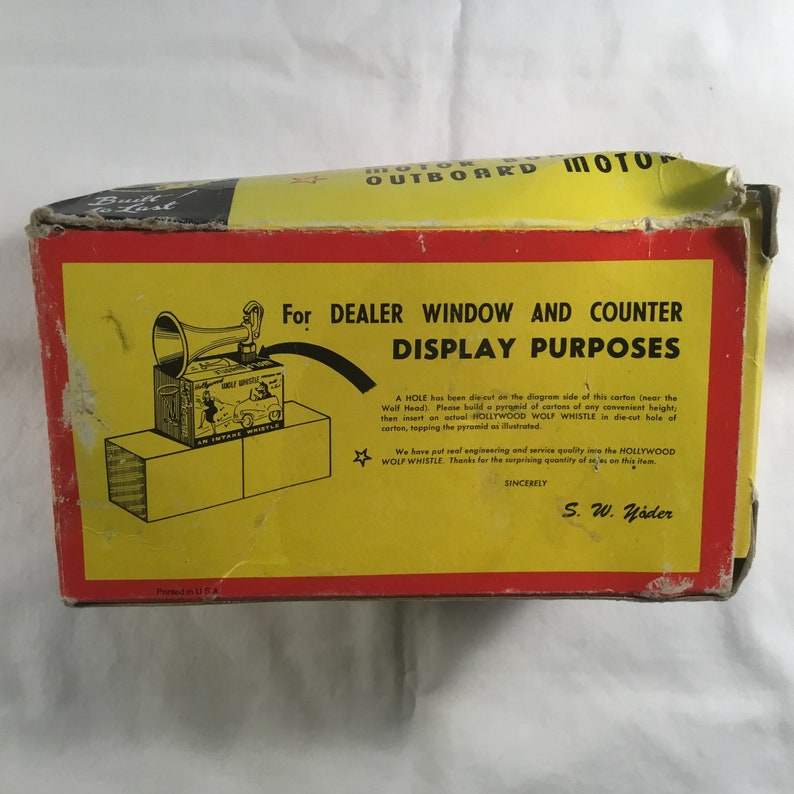 MOTOR
OUTBOARD MOTOR
Built
to Last
For DEALER WINDOW AND COUNTER
DISPLAY PURPOSES
A HOLE has been die-cut on the diagram side of this carton (near the
Wolf Head). Please build a pyramid of cartons of any convenient height;
then insert an actual HOLLYWOOD WOLF WHISTLE in die-cut hole of
carton, topping the pyramid as illustrated.
We have put real engineering and service quality into the HOLLYWOOD
WOLF WHISTLE. Thanks for the surprising quantity of sales on this item.
SINCERELY
S. W. Yoder
Hollywood
WOLF WHISTLE
AN INTAKE WHISTLE
Printed in U.S.A.